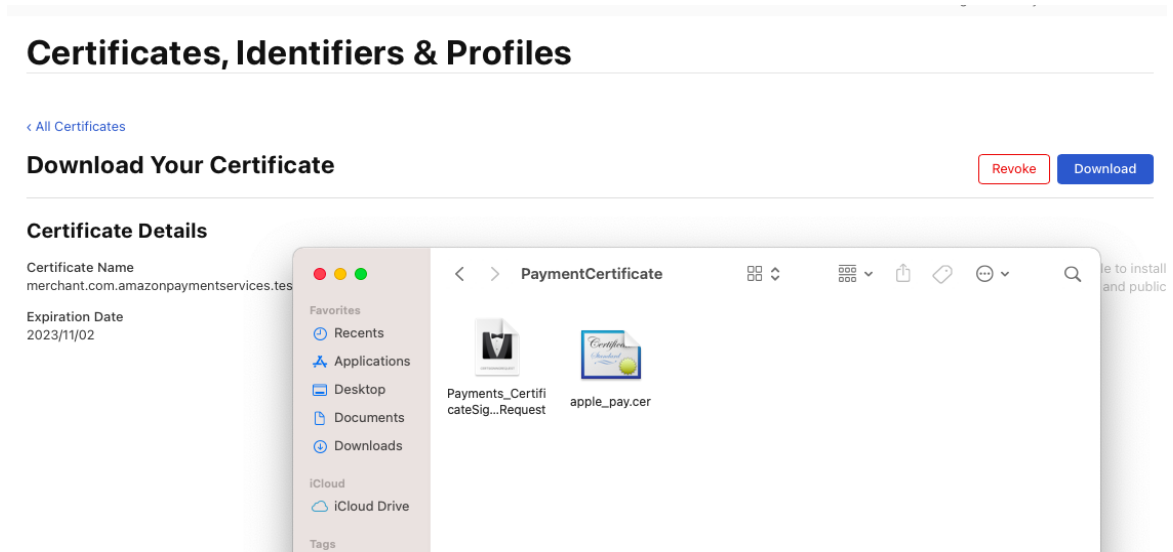 Certificates, Identifiers & Profiles
‹ All Certificates
Download Your Certificate
Revoke
Download
Certificate Details
Certificate Name
merchant.com.amazonpaymentservices.tes
Expiration Date
2023/11/02
le to install
and public
PaymentCertificate
Favorites
Recents
Applications
Desktop
Documents
Downloads
iCloud
iCloud Drive
Tags
Payments_Certifi
cateSig...Request
apple_pay.cer